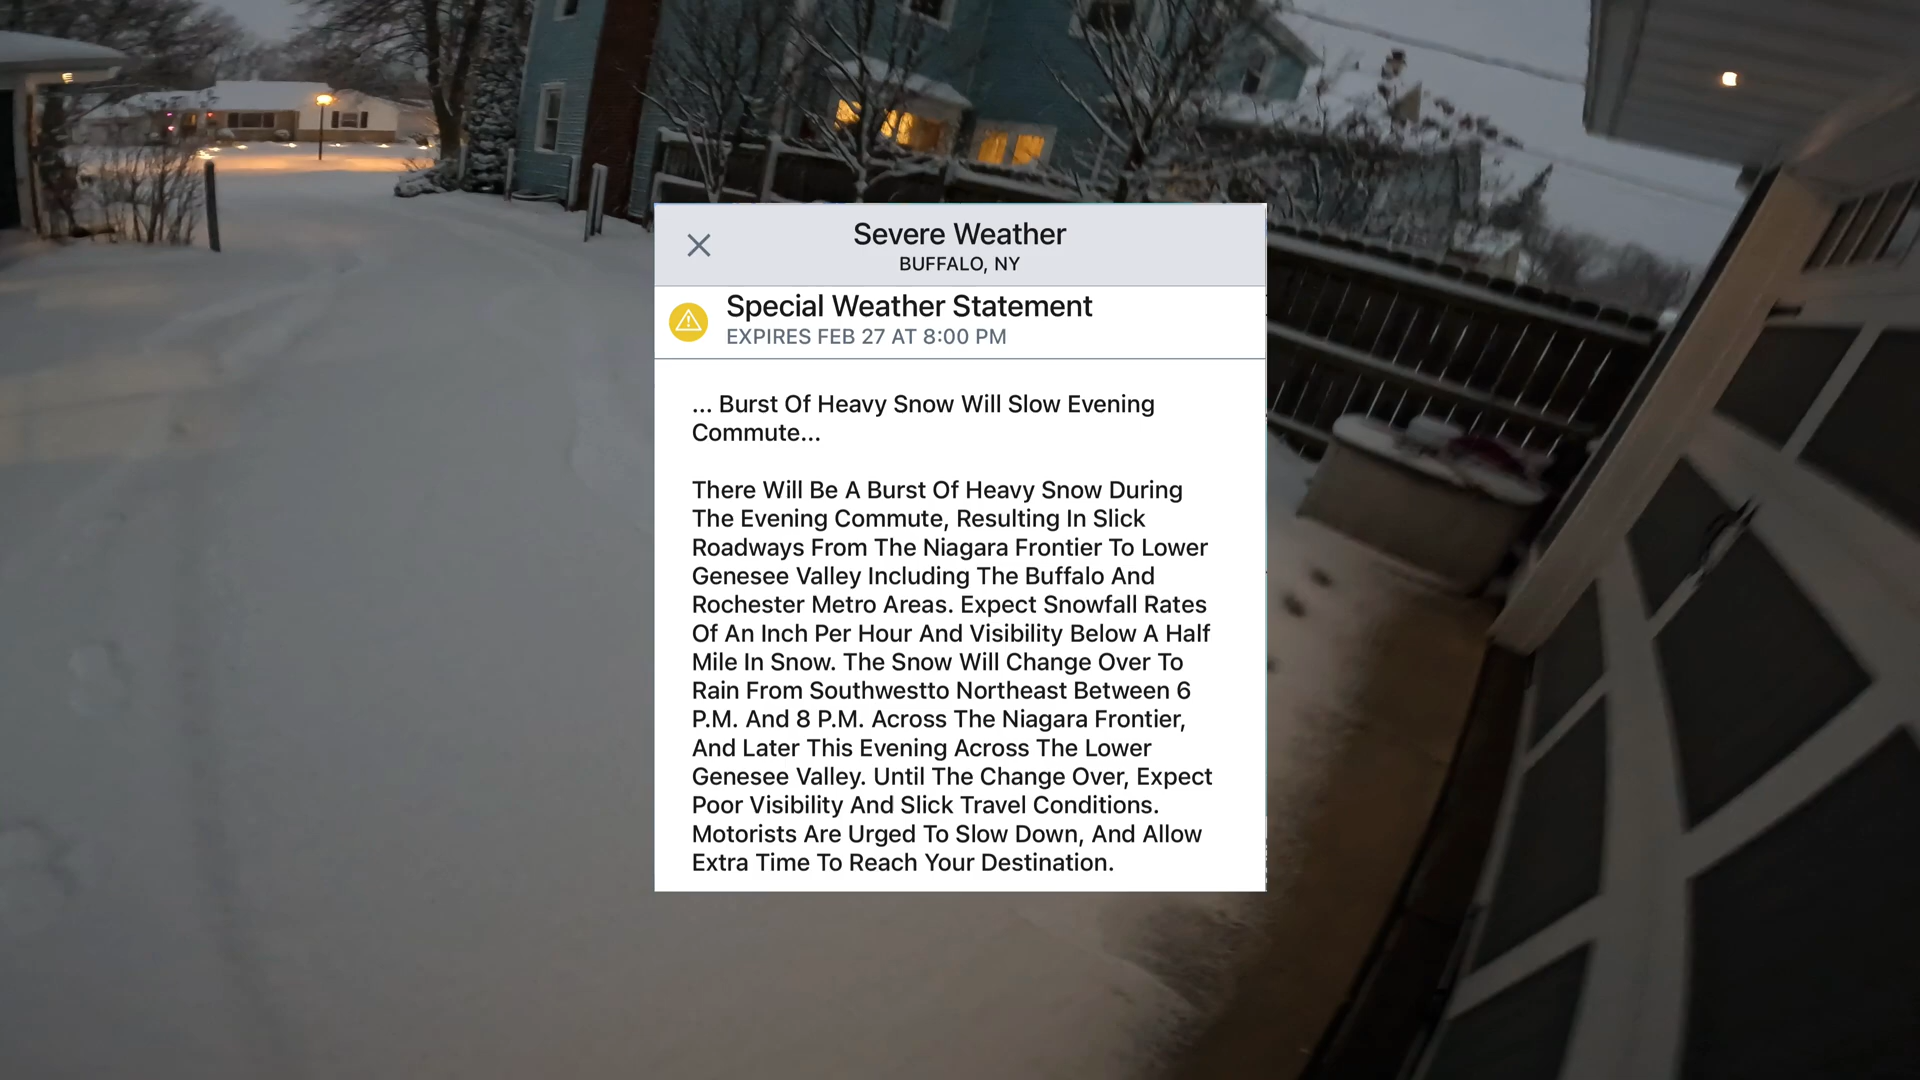 Severe Weather
BUFFALO, NY
Special Weather Statement
EXPIRES FEB 27 AT 8:00 PM
... Burst Of Heavy Snow Will Slow Evening
Commute...
There Will Be A Burst Of Heavy Snow During
The Evening Commute, Resulting In Slick
Roadways From The Niagara Frontier To Lower
Genesee Valley Including The Buffalo And
Rochester Metro Areas. Expect Snowfall Rates
Of An Inch Per Hour And Visibility Below A Half
Mile In Snow. The Snow Will Change Over To
Rain From Southwestto Northeast Between 6
P.M. And 8 P.M. Across The Niagara Frontier,
And Later This Evening Across The Lower
Genesee Valley. Until The Change Over, Expect
Poor Visibility And Slick Travel Conditions.
Motorists Are Urged To Slow Down, And Allow
Extra Time To Reach Your Destination.